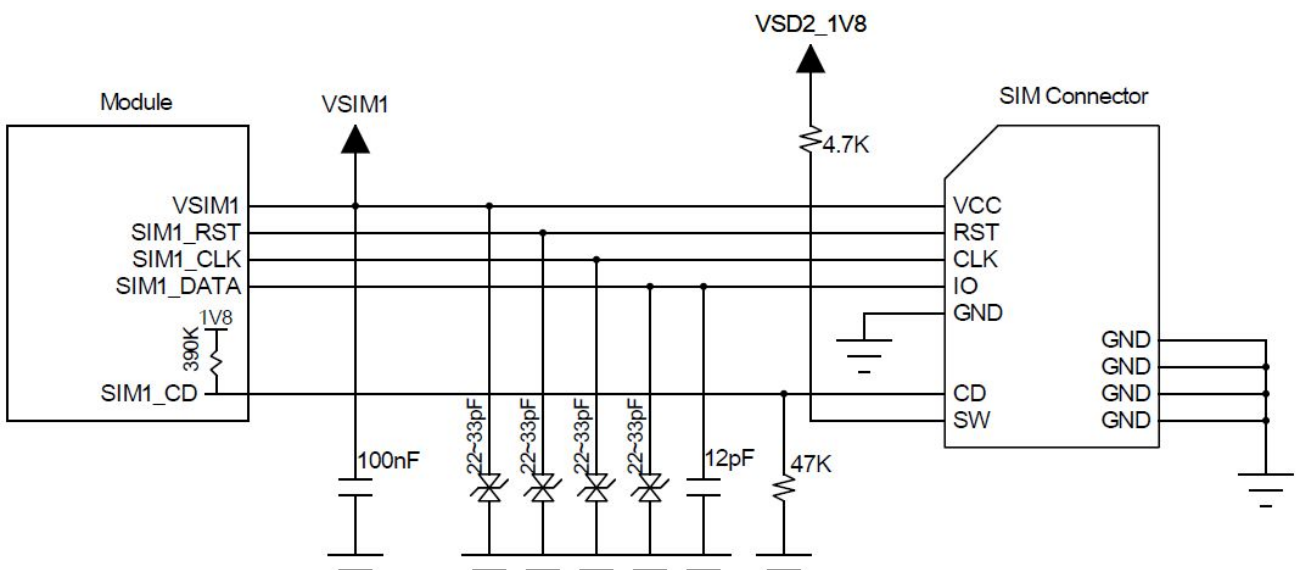 VSD2_1V8
Module
VSIM1
SIM Connector
4.7K
VSIM1
VCC
SIM1_RST
RST
SIM1_CLK
CLK
SIM1_DATA
IO
1V8
GND
390K
GND
GND
SIM1_CD
CD
GND
SW
GND
22~33pF
22~33pF
22~33pF
22~33pF
100nF
12pF
47K